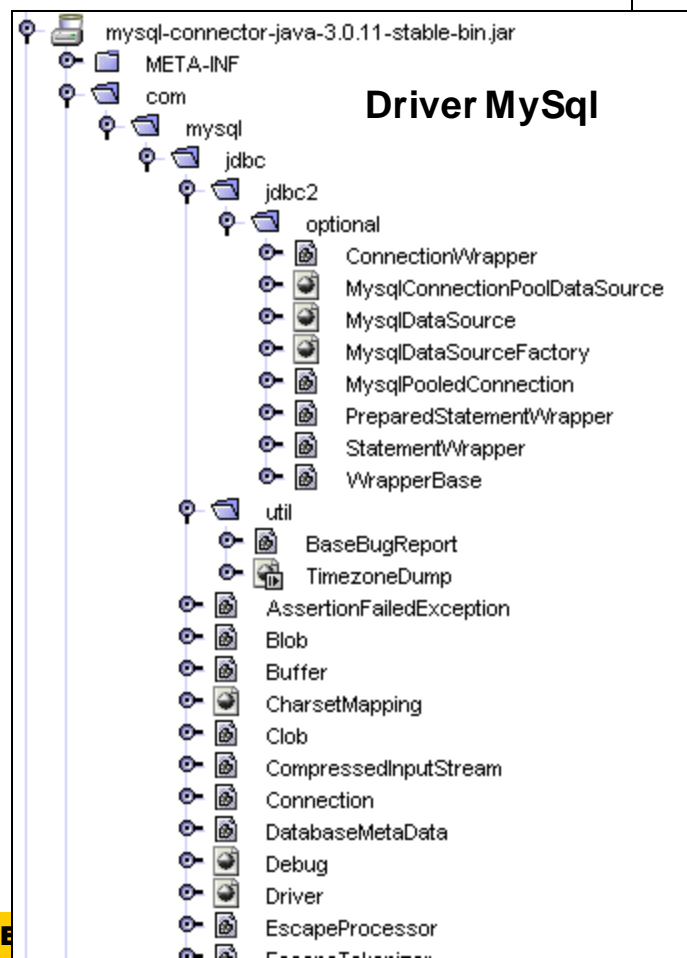 mysql-connector-java-3.0.11-stable-bin.jar
META-INF
com
Driver MySql
mysql
jdbc
jdbc2
optional
ConnectionWrapper
MysqlConnectionPoolDataSource
MysqlDataSource
MysqlDataSourceFactory
MysqlPooledConnection
PreparedStatementWrapper
StatementWrapper
WrapperBase
util
BaseBugReport
TimezoneDump
AssertionFailedException
Blob
Buffer
CharsetMapping
Clob
CompressedInputStream
Connection
DatabaseMetaData
Debug
Driver
EscapeProcessor